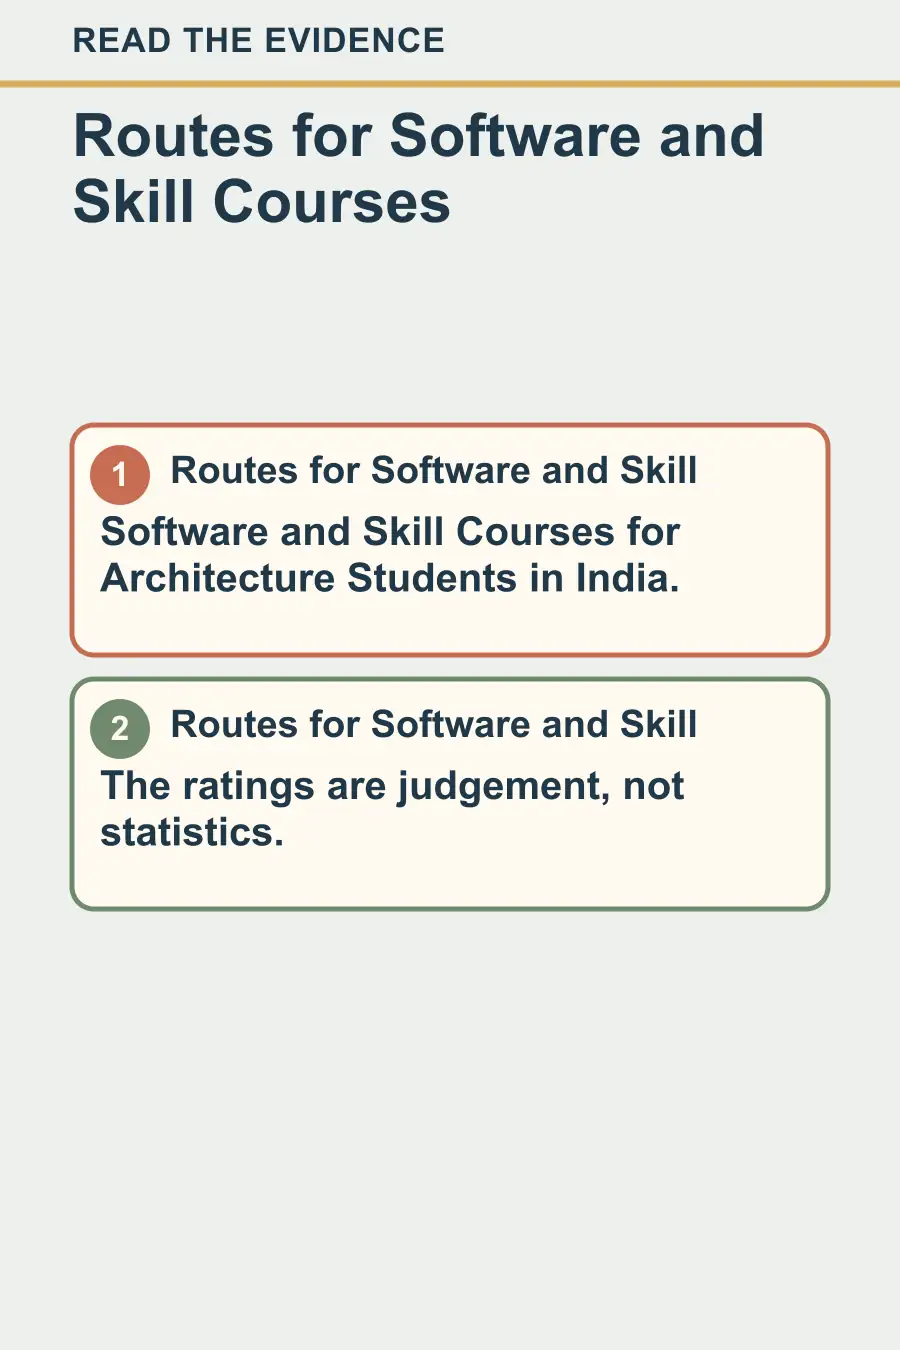 READ THE EVIDENCE
Routes for Software and
Skill Courses
1 Routes for Software and Skill
Software and Skill Courses for
Architecture Students in India.
2 Routes for Software and Skill
The ratings are judgement, not
statistics.